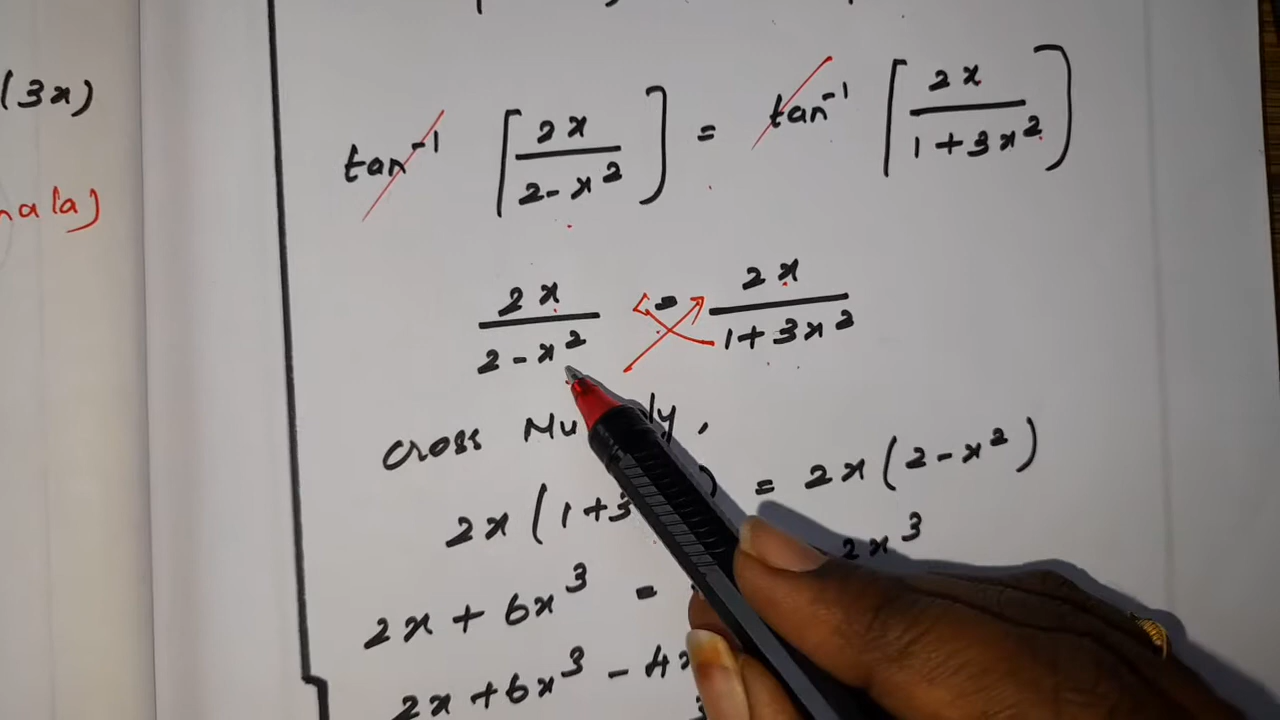 (3x)
tan⁻¹ [2x / 2 - x²] = tan⁻¹ [2x / 1 + 3x²]
2x / 2 - x² = 2x / 1 + 3x²
Cross
2x (1 + 3 ) = 2x (2 - x²)
2x + 6x³ = 2x³
2x + 6x³ - 4x